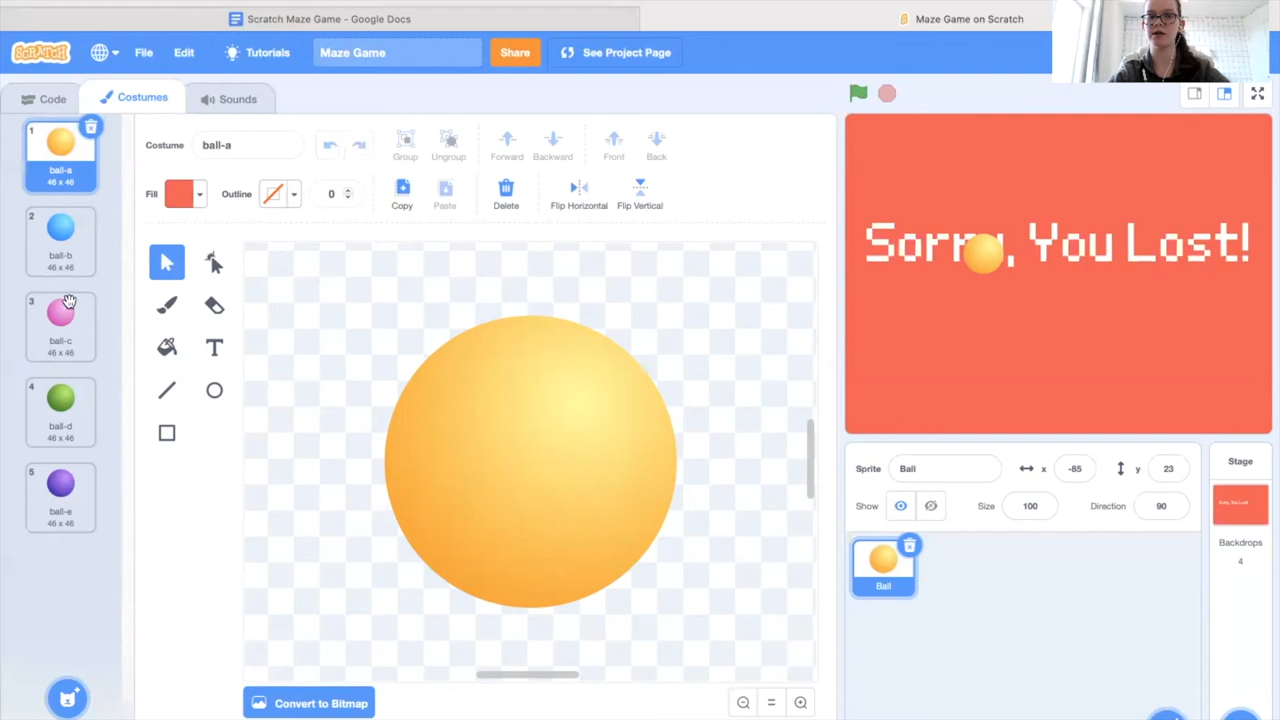 Scratch Maze Game - Google Docs
Maze Game on Scratch
SCRATCH
File
Edit
Tutorials
Maze Game
Share
See Project Page
Code
Costumes
Sounds
1
ball-a
46 x 46
2
ball-b
46 x 46
3
ball-c
46 x 46
4
ball-d
46 x 46
5
ball-e
46 x 46
Costume
ball-a
Group
Ungroup
Forward
Backward
Front
Back
Fill
Outline
0
Copy
Paste
Delete
Flip Horizontal
Flip Vertical
T
Convert to Bitmap
Sorry, You Lost!
Sprite
Ball
x
-85
y
23
Show
Size
100
Direction
90
Ball
Stage
Sorry, You Lost
Backdrops
4